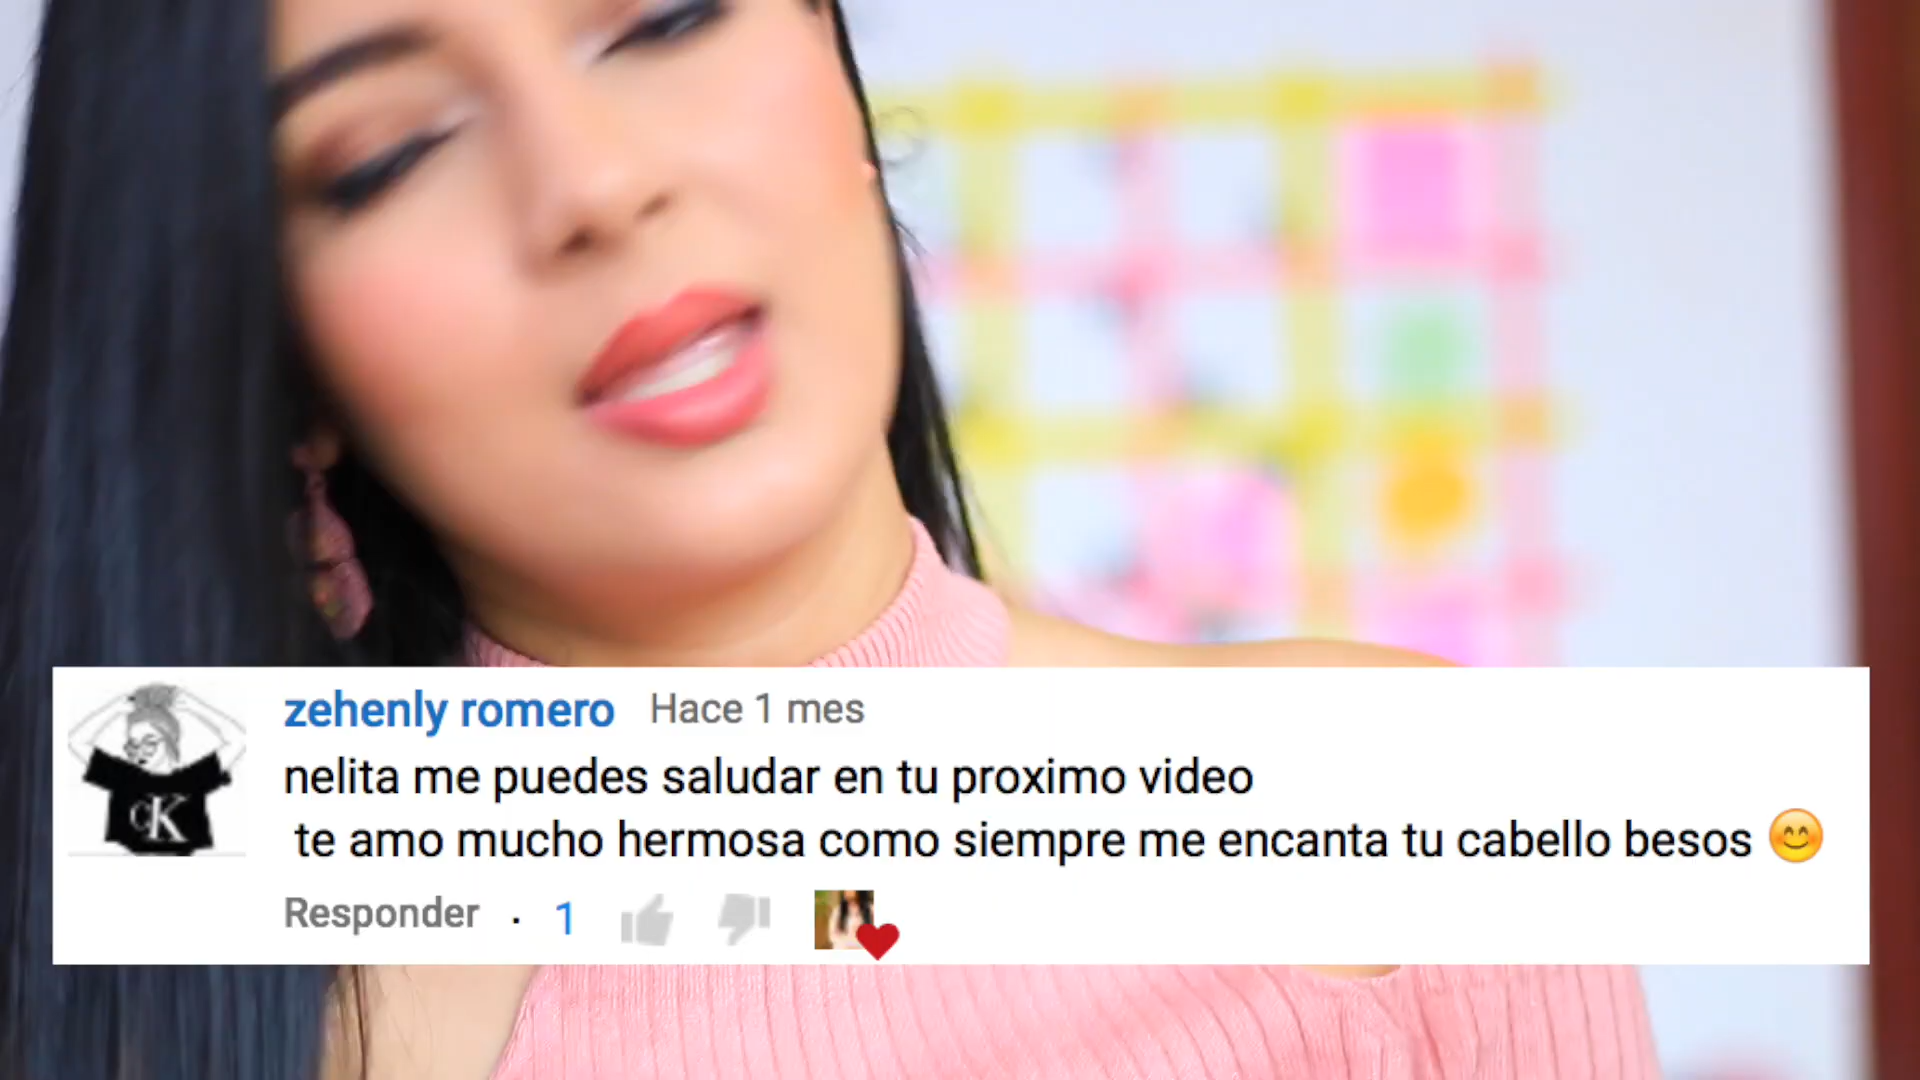 zehenly romero Hace 1 mes
nelita me puedes saludar en tu proximo video
te amo mucho hermosa como siempre me encanta tu cabello besos 😊
Responder · 1
CK